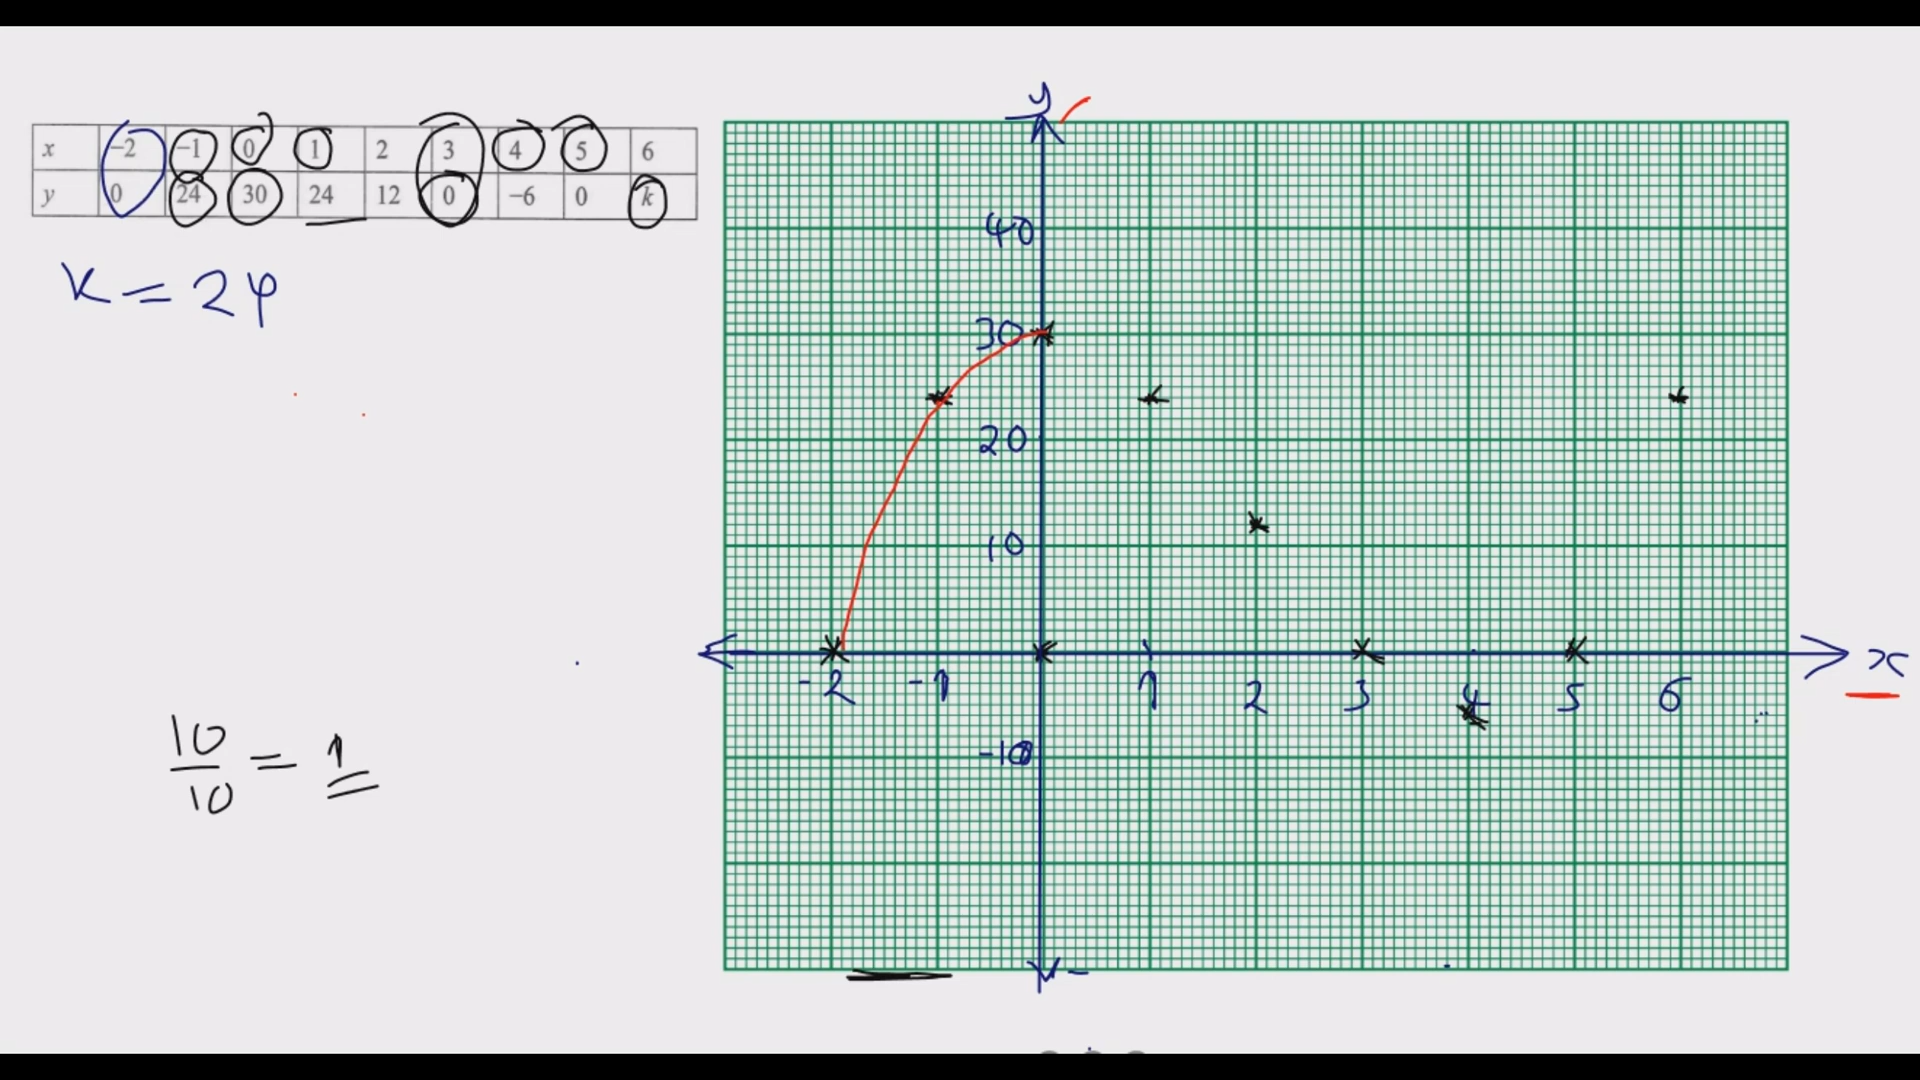 x −2 −1 0 1 2 3 4 5 6
y 0 24 30 24 12 0 −6 0 k
k = 24
10
10
= 1
y
40
30
20
10
-2 -1 1 2 3 4 5 6
x
-10